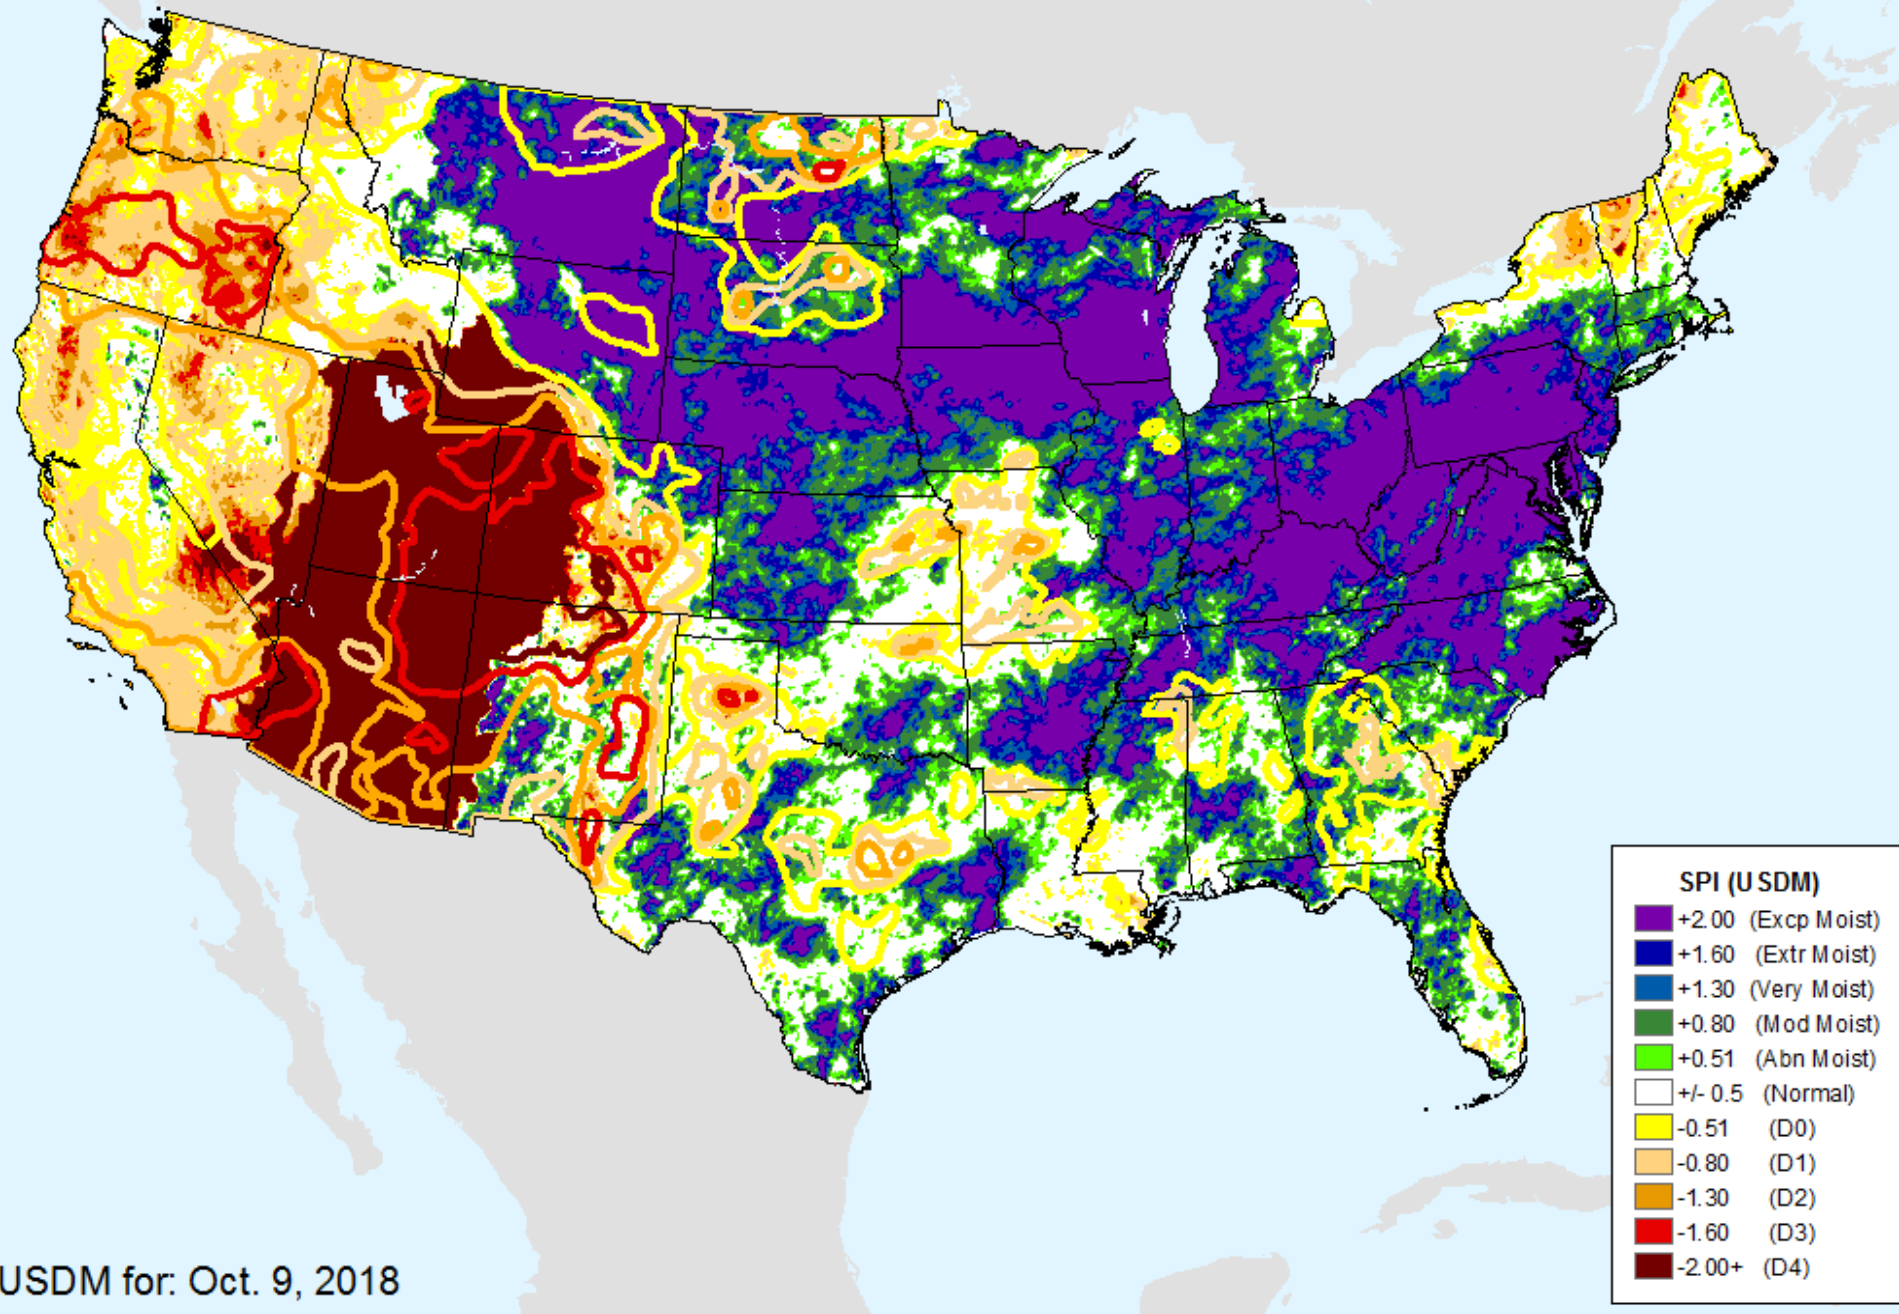 SPI (USDM)
+2.00 (Excp Moist)
+1.60 (Extr Moist)
+1.30 (Very Moist)
+0.80 (Mod Moist)
+0.51 (Abn Moist)
+/- 0.5 (Normal)
-0.51 (D0)
-0.80 (D1)
-1.30 (D2)
-1.60 (D3)
-2.00+ (D4)
USDM for: Oct. 9, 2018